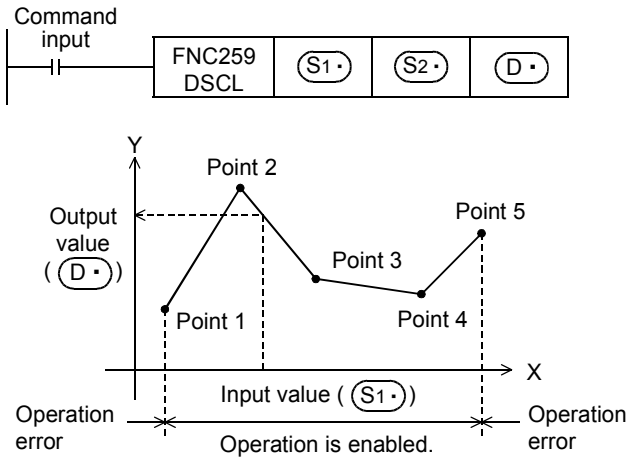 Command
input
FNC259
DSCL
S1・
S2・
D・
Y
Point 2
Output
value
( D・ )
Point 5
Point 3
Point 1
Point 4
X
Input value ( S1・ )
Operation
error
Operation is enabled.
Operation
error